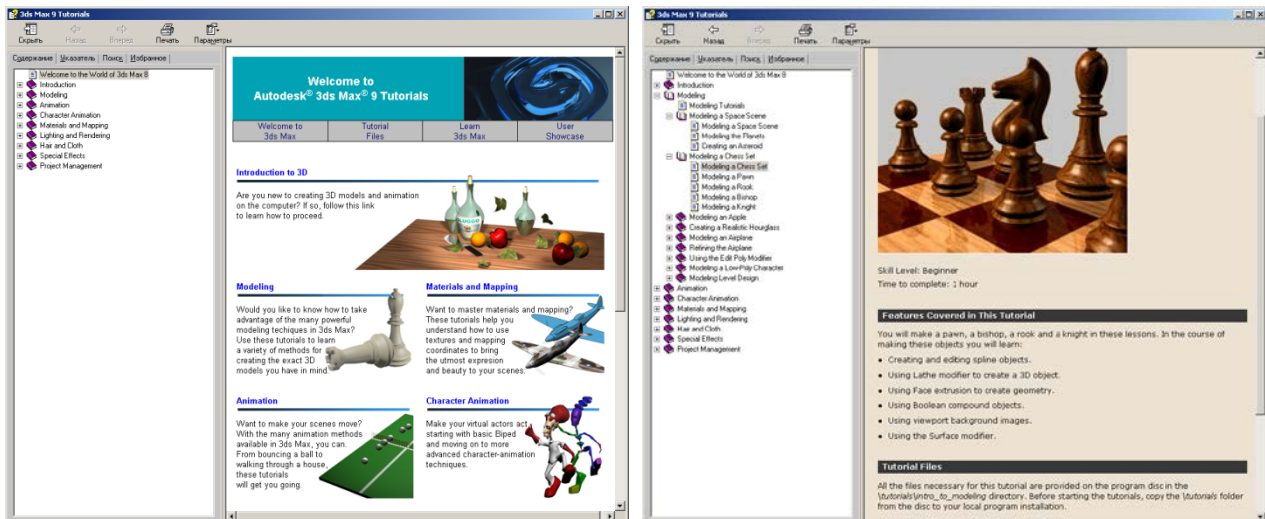 3ds Max 9 Tutorials
Скрыть Назад Вперед Печать Параметры
Содержание Указатель Поиск Избранное
Welcome to the World of 3ds Max 8
Introduction
Modeling
Animation
Character Animation
Materials and Mapping
Lighting and Rendering
Hair and Cloth
Special Effects
Project Management
Welcome to
Autodesk® 3ds Max® 9 Tutorials
Welcome to
3ds Max
Tutorial
Files
Learn
3ds Max
User
Showcase
Introduction to 3D
Are you new to creating 3D models and animation
on the computer? If so, follow this link
to learn how to proceed.
Modeling
Would you like to know how to take
advantage of the many powerful
modeling techiques in 3ds Max?
Use these tutorials to learn
a variety of methods for
creating the exact 3D
models you have in mind.
Materials and Mapping
Want to master materials and mapping?
These tutorials help you
understand how to use
textures and mapping
coordinates to bring
the utmost expresion
and beauty to your scenes.
Animation
Want to make your scenes move?
With the many animation methods
available in 3ds Max, you can.
From bouncing a ball to
walking through a house,
these tutorials
will get you going.
Character Animation
Make your virtual actors act,
starting with basic Biped
and moving on to more
advanced character-animation
techniques.
3ds Max 9 Tutorials
Скрыть Назад Вперед Печать Параметры
Содержание Указатель Поиск Избранное
Welcome to the World of 3ds Max 8
Introduction
Modeling
Modeling Tutorials
Modeling a Space Scene
Modeling a Space Scene
Modeling the Planets
Creating an Asteroid
Modeling a Chess Set
Modeling a Chess Set
Modeling a Pawn
Modeling a Rook
Modeling a Bishop
Modeling a Knight
Modeling an Apple
Creating a Realistic Hourglass
Modeling an Airplane
Refining the Airplane
Using the Edit Poly Modifier
Modeling a Low-Poly Character
Modeling Level Design
Animation
Character Animation
Materials and Mapping
Lighting and Rendering
Hair and Cloth
Special Effects
Project Management
Skill Level: Beginner
Time to complete: 1 hour
Features Covered in This Tutorial
You will make a pawn, a bishop, a rook and a knight in these lessons. In the course of
making these objects you will learn:
• Creating and editing spline objects.
• Using Lathe modifier to create a 3D object.
• Using Face extrusion to create geometry.
• Using Boolean compound objects.
• Using viewport background images.
• Using the Surface modifier.
Tutorial Files
All the files necessary for this tutorial are provided on the program disc in the
\tutorials\intro_to_modeling directory. Before starting the tutorials, copy the \tutorials folder
from the disc to your local program installation.